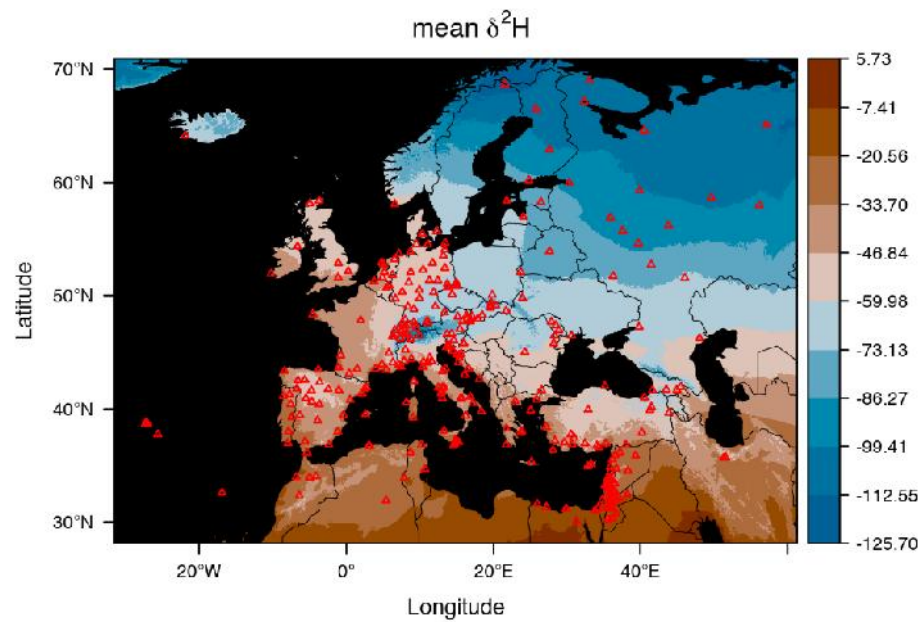 mean δ²H
70°N
60°N
50°N
40°N
30°N
Latitude
20°W
0°
20°E
40°E
Longitude
5.73
-7.41
-20.56
-33.70
-46.84
-59.98
-73.13
-86.27
-99.41
-112.55
-125.70